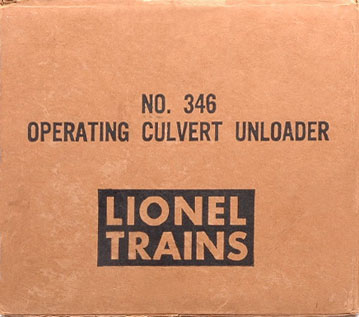 NO. 346
OPERATING CULVERT UNLOADER
LIONEL
TRAINS